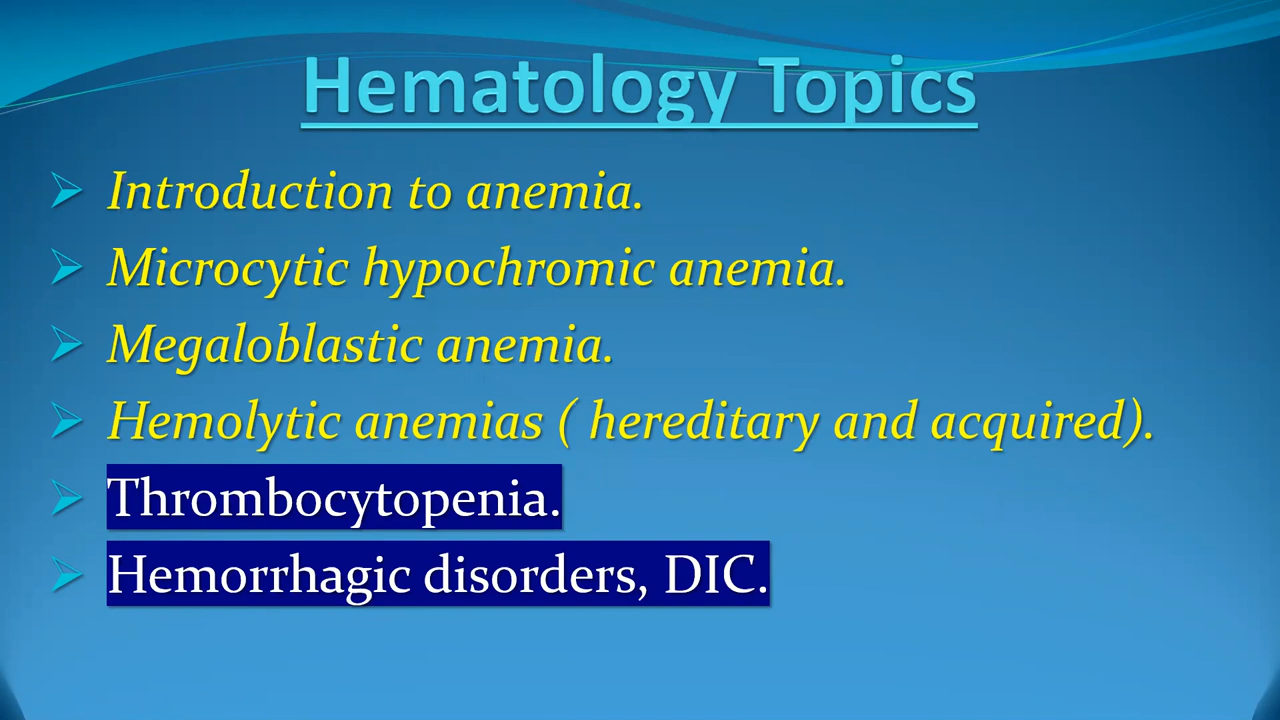 Hematology Topics
Introduction to anemia.
Microcytic hypochromic anemia.
Megaloblastic anemia.
Hemolytic anemias ( hereditary and acquired).
Thrombocytopenia.
Hemorrhagic disorders, DIC.